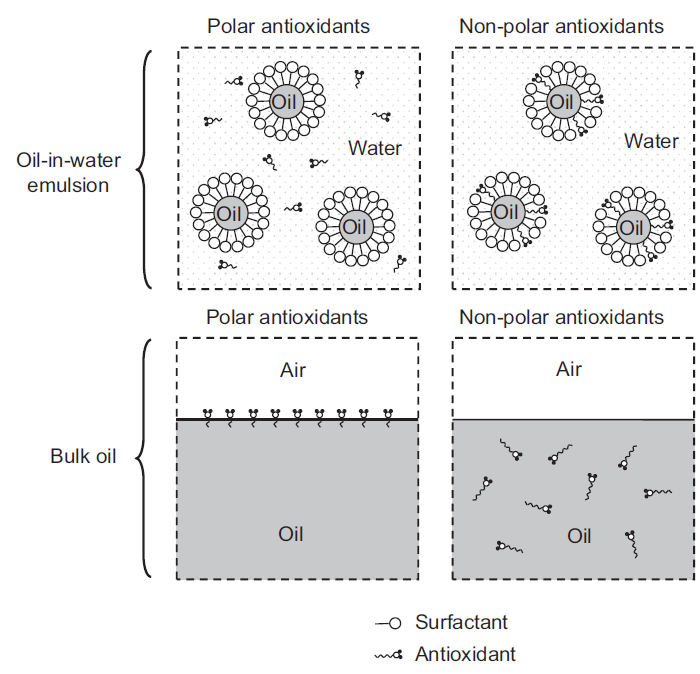 Polar antioxidants
Non-polar antioxidants
Oil-in-water
emulsion
Oil
Water
Oil
Oil
Oil
Water
Oil
Oil
Polar antioxidants
Non-polar antioxidants
Bulk oil
Air
Oil
Air
Oil
Surfactant
Antioxidant